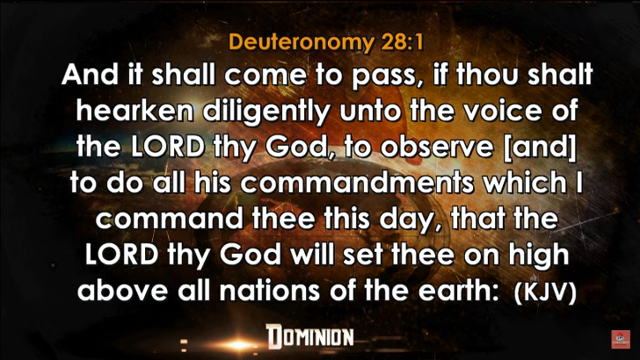 Deuteronomy 28:1
And it shall come to pass, if thou shalt
hearken diligently unto the voice of
the LORD thy God, to observe [and]
to do all his commandments which I
command thee this day, that the
LORD thy God will set thee on high
above all nations of the earth: (KJV)
DOMINION